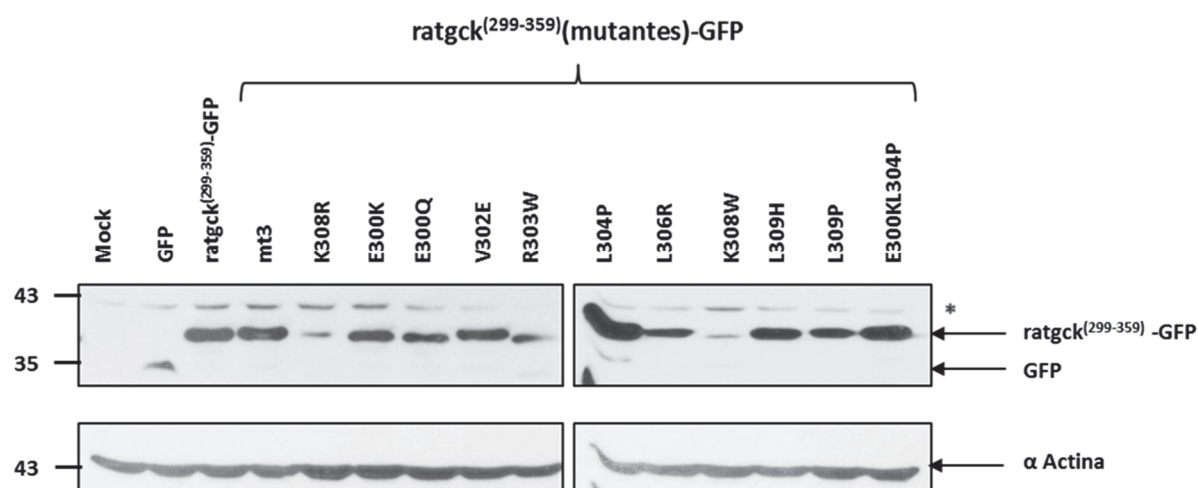 ratgck(299-359)(mutantes)-GFP
Mock
GFP
ratgck(299-359)-GFP
mt3
K308R
E300K
E300Q
V302E
R303W
L304P
L306R
K308W
L309H
L309P
E300KL304P
43
*
ratgck(299-359) -GFP
35
GFP
43
α Actina